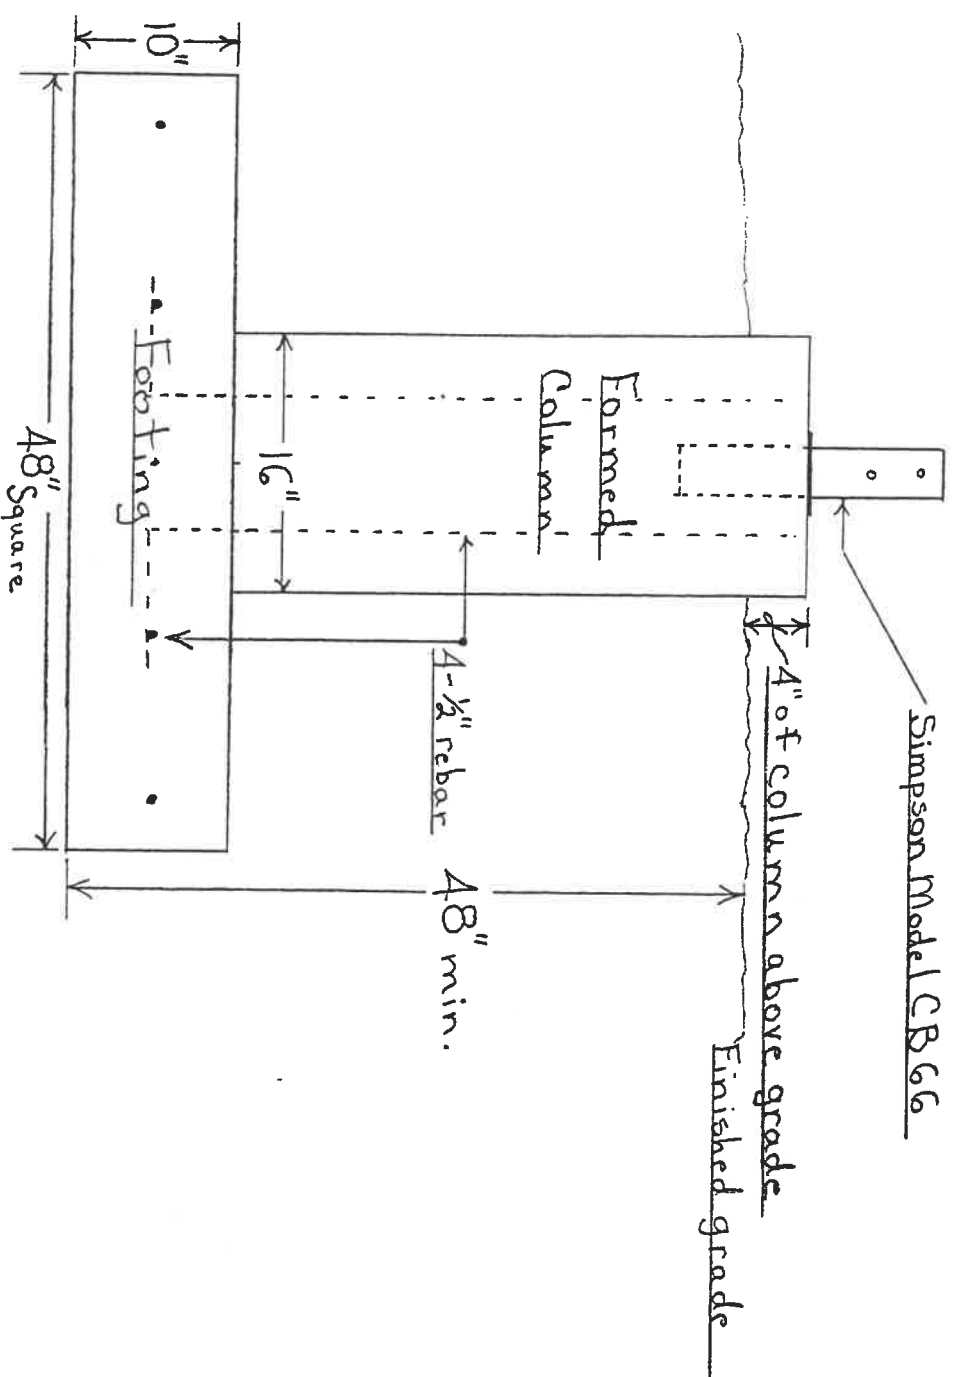 Simpson Model CB66
4" of column above grade
Finished grade
Formed
Column
4-½" rebar
48" min.
16"
10"
Footing
48"
Square